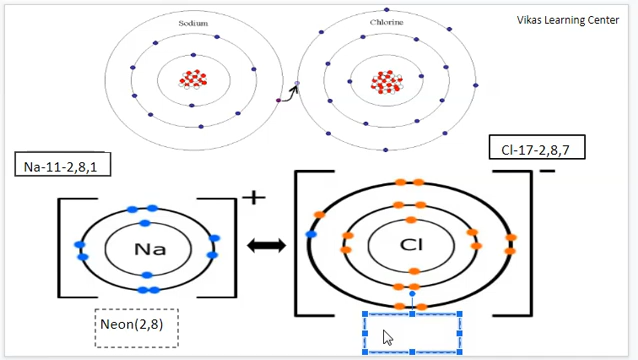 Sodium
Chlorine
Vikas Learning Center
Na-11-2,8,1
Cl-17-2,8,7
+
−
Na
Cl
Neon(2,8)